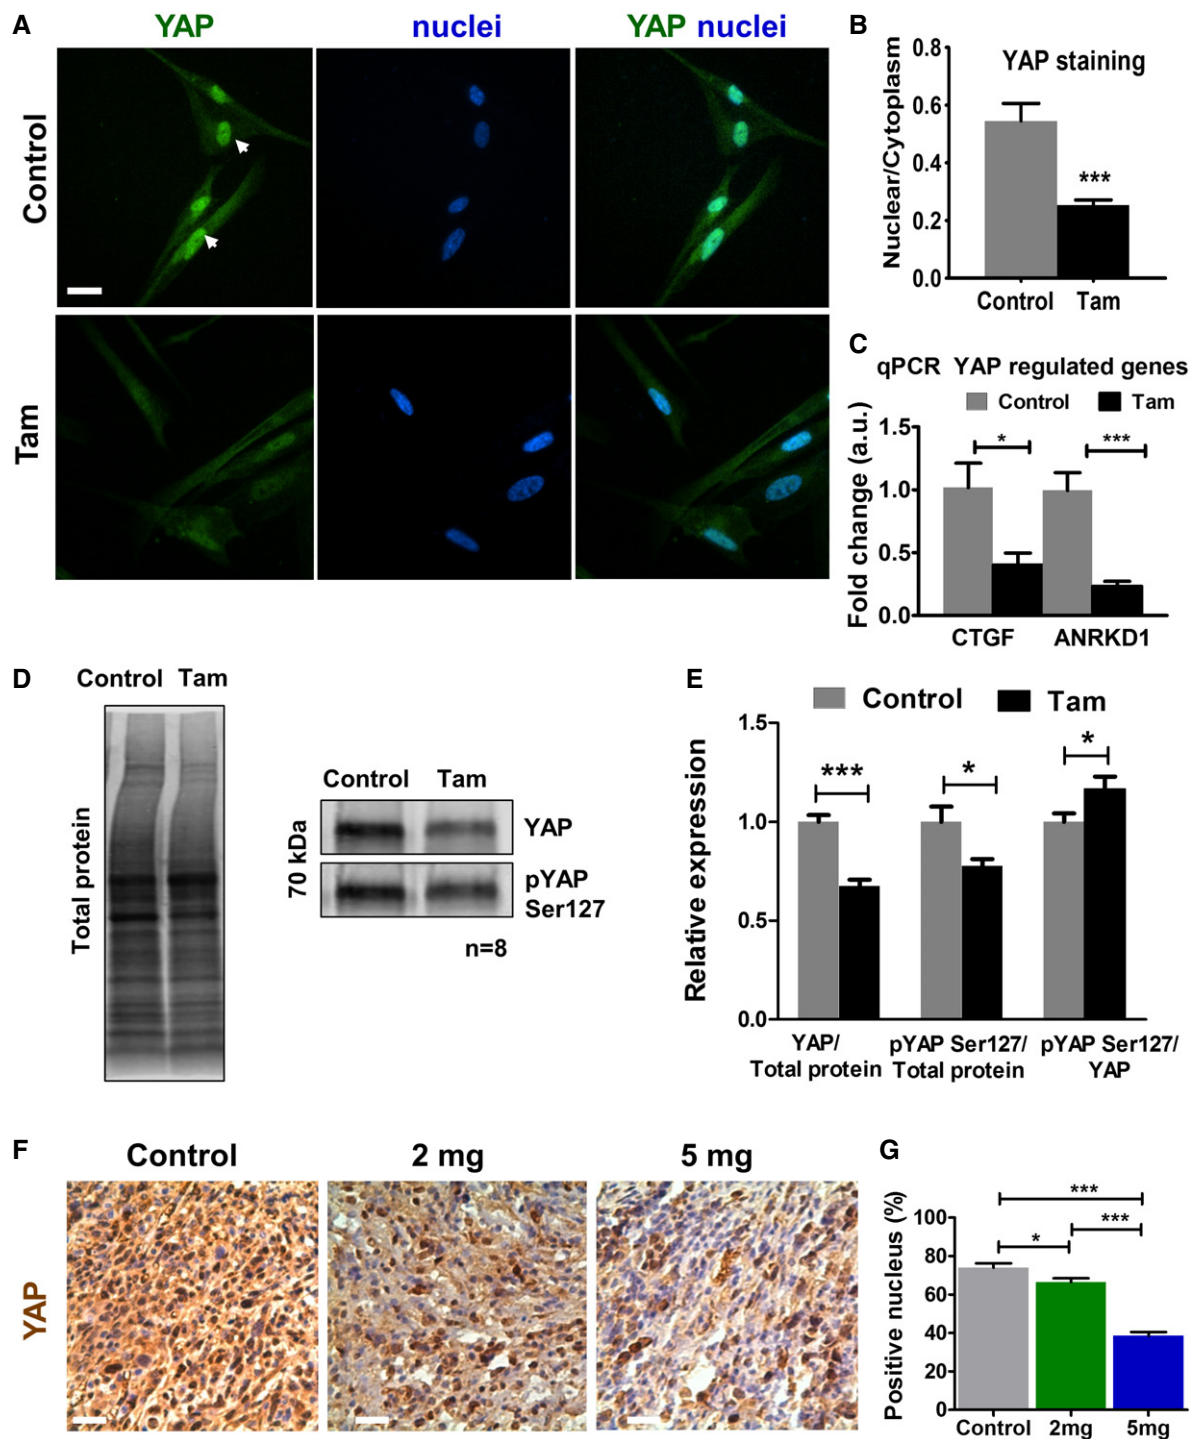 A
YAP
nuclei
YAP nuclei
Control
Tam
B
YAP staining
Nuclear/Cytoplasm
0.8
0.6
0.4
0.2
0.0
***
Control Tam
C
qPCR YAP regulated genes
Control Tam
Fold change (a.u.)
1.5
1.0
0.5
0.0
*
***
CTGF ANRKD1
D
Control Tam
Total protein
Control Tam
70 kDa
YAP
pYAP
Ser127
n=8
E
Control Tam
Relative expression
1.5
1.0
0.5
0.0
***
*
*
YAP/
Total protein
pYAP Ser127/
Total protein
pYAP Ser127/
YAP
F
Control
2 mg
5 mg
YAP
G
Positive nucleus (%)
100
80
60
40
20
0
***
***
*
Control 2mg 5mg